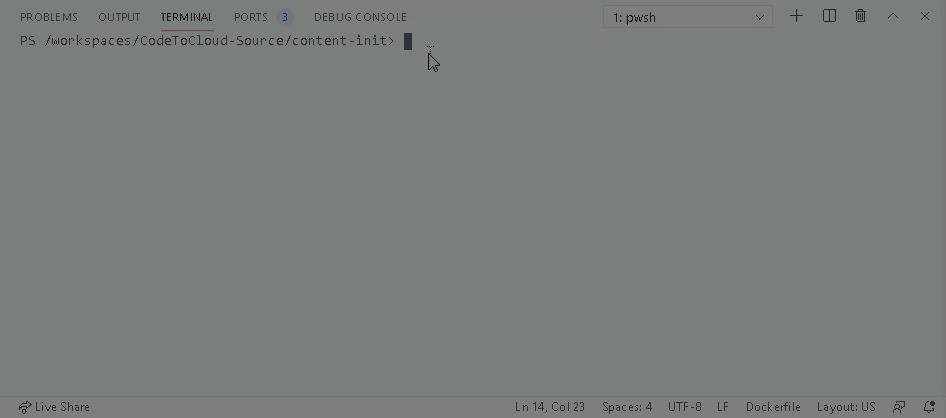 PROBLEMS OUTPUT TERMINAL PORTS 3 DEBUG CONSOLE 1: pwsh
PS /workspaces/CodeToCloud-Source/content-init>
Live Share Ln 14, Col 23 Spaces: 4 UTF-8 LF Dockerfile Layout: US